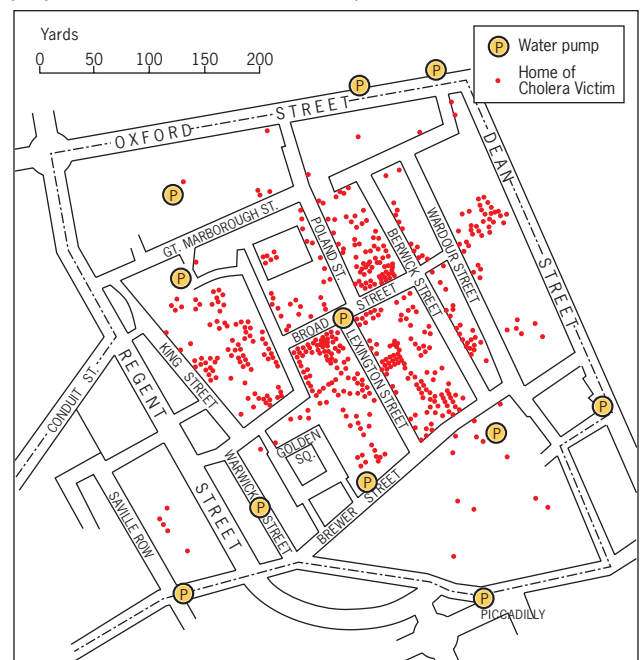 Yards
0 50 100 150 200
P Water pump
Home of
Cholera Victim
P
P
OXFORD STREET
DEAN STREET
P
GT. MARBOROUGH ST.
POLAND ST.
BERWICK STREET
WARDOUR STREET
P
BROAD STREET
P
LEXINGTON STREET
KING STREET
REGENT STREET
CONDUIT ST.
P
GOLDEN
SQ.
P
P
WARWICK STREET
BREWER STREET
P
SAVILLE ROW
P
P
PICCADILLY